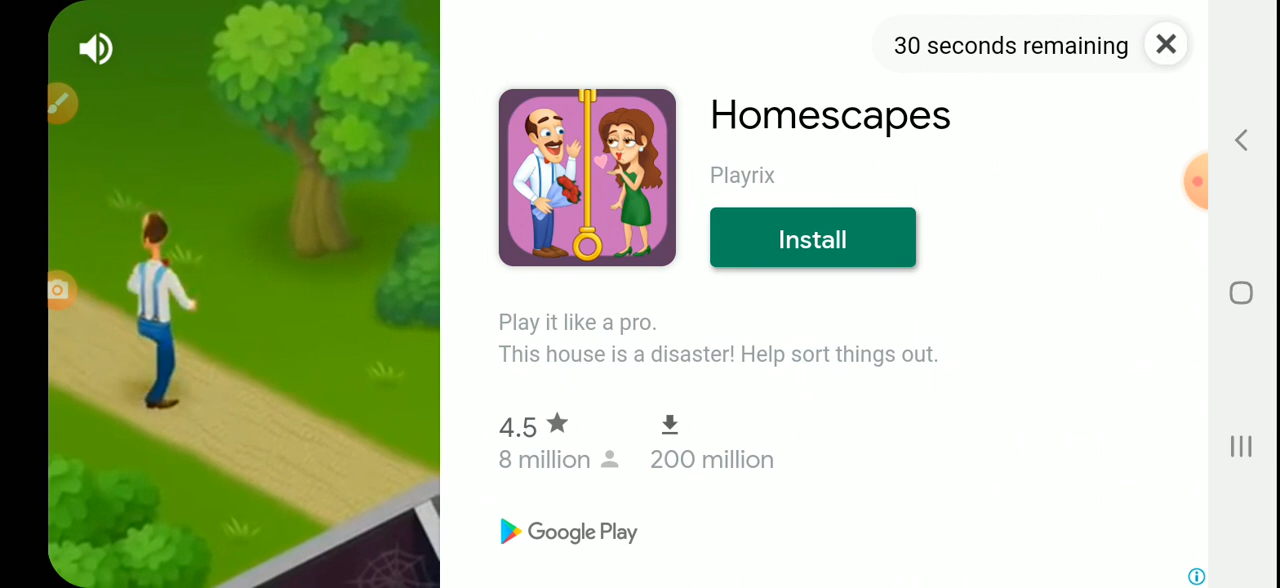 30 seconds remaining
Homescapes
Playrix
Install
Play it like a pro.
This house is a disaster! Help sort things out.
4.5
8 million
200 million
Google Play